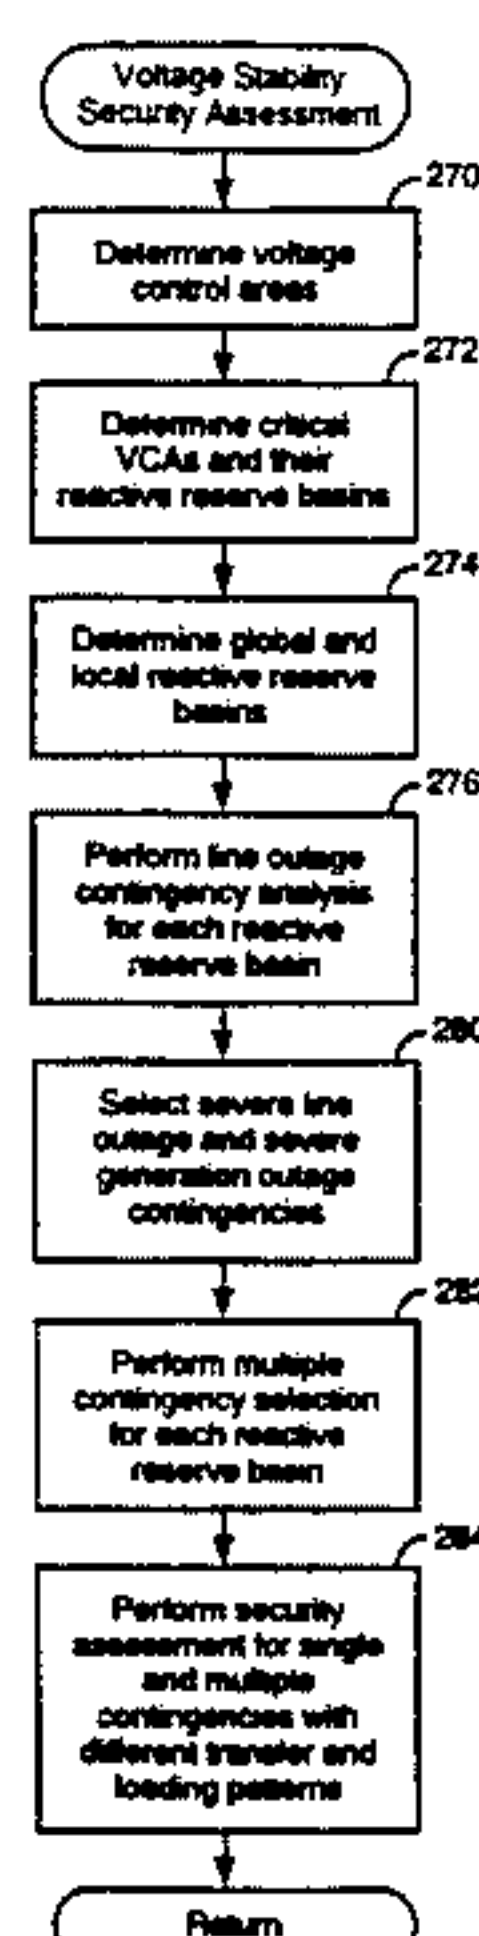 Voltage Stability
Security Assessment
270
Determine voltage
control areas
272
Determine critical
VCAs and their
reactive reserve basins
274
Determine global and
local reactive reserve
basins
276
Perform line outage
contingency analysis
for each reactive
reserve basin
280
Select severe line
outage and severe
generation outage
contingencies
282
Perform multiple
contingency selection
for each reactive
reserve basin
284
Perform security
assessment for single
and multiple
contingencies with
different transfer and
loading patterns
Return